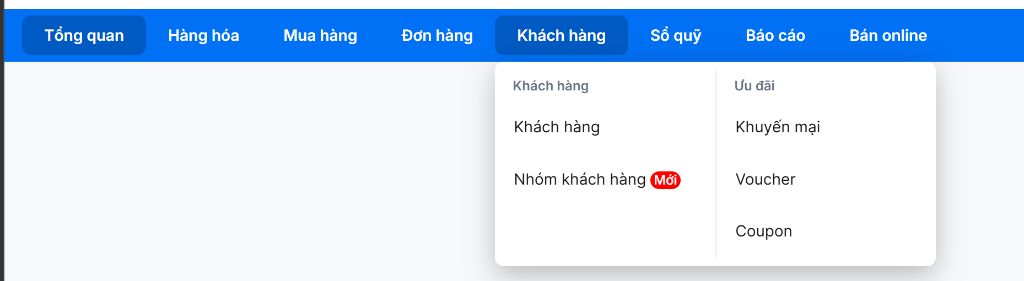 Tổng quan Hàng hóa Mua hàng Đơn hàng Khách hàng Sổ quỹ Báo cáo Bán online
Khách hàng
Khách hàng
Nhóm khách hàng Mới
Ưu đãi
Khuyến mại
Voucher
Coupon